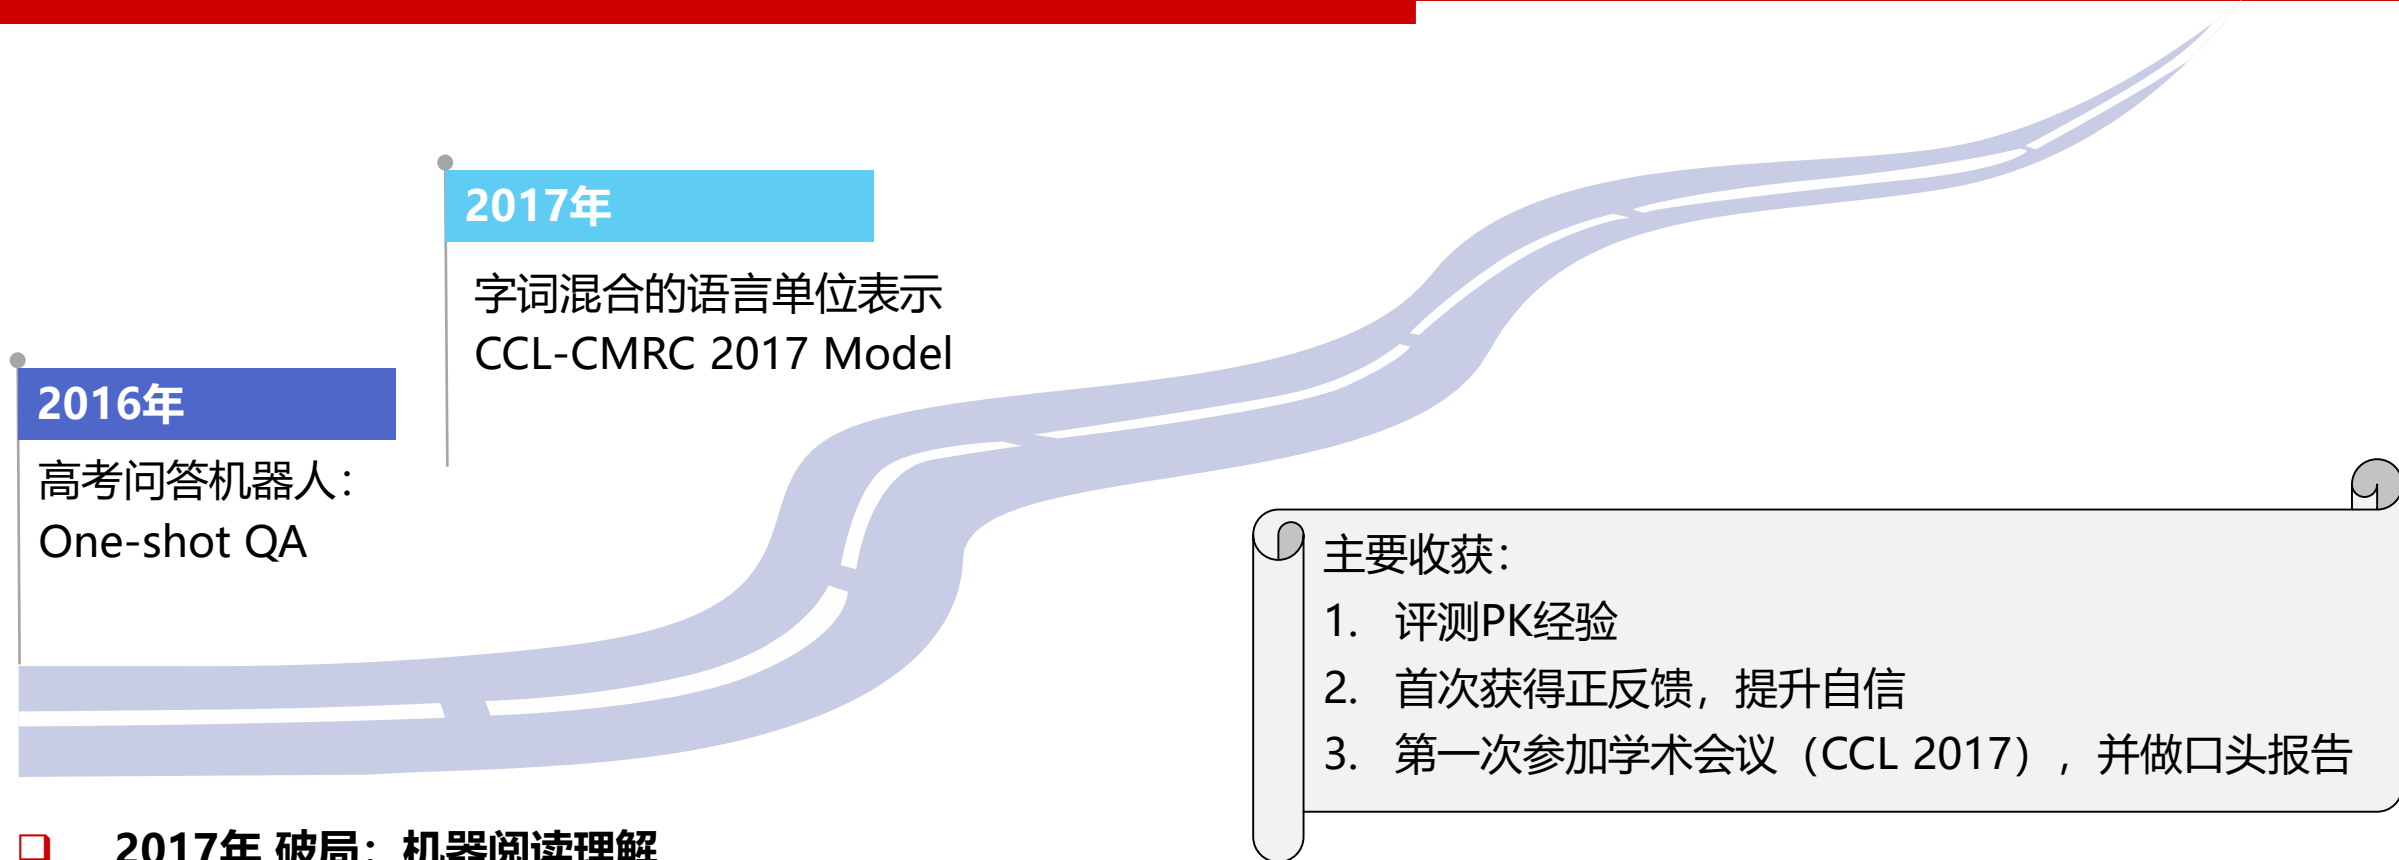 2017年
字词混合的语言单位表示
CCL-CMRC 2017 Model
2016年
高考问答机器人：
One-shot QA
主要收获：
1. 评测PK经验
2. 首次获得正反馈，提升自信
3. 第一次参加学术会议（CCL 2017），并做口头报告
2017年 破局：机器阅读理解